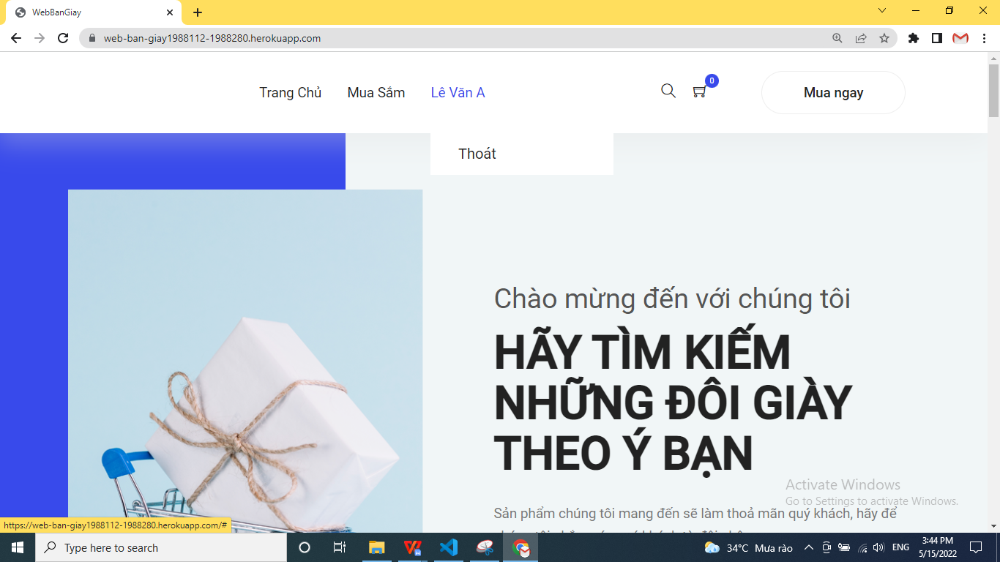 WebBanGiay
web-ban-giay1988112-1988280.herokuapp.com
Trang Chủ
Mua Sắm
Lê Văn A
0
Mua ngay
Thoát
Chào mừng đến với chúng tôi
HÃY TÌM KIẾM
NHỮNG ĐÔI GIÀY
THEO Ý BẠN
Activate Windows
Go to Settings to activate Windows.
Sản phẩm chúng tôi mang đến sẽ làm thoả mãn quý khách, hãy để
https://web-ban-giay1988112-1988280.herokuapp.com/#
Type here to search
34°C Mưa rào
ENG
3:44 PM
5/15/2022